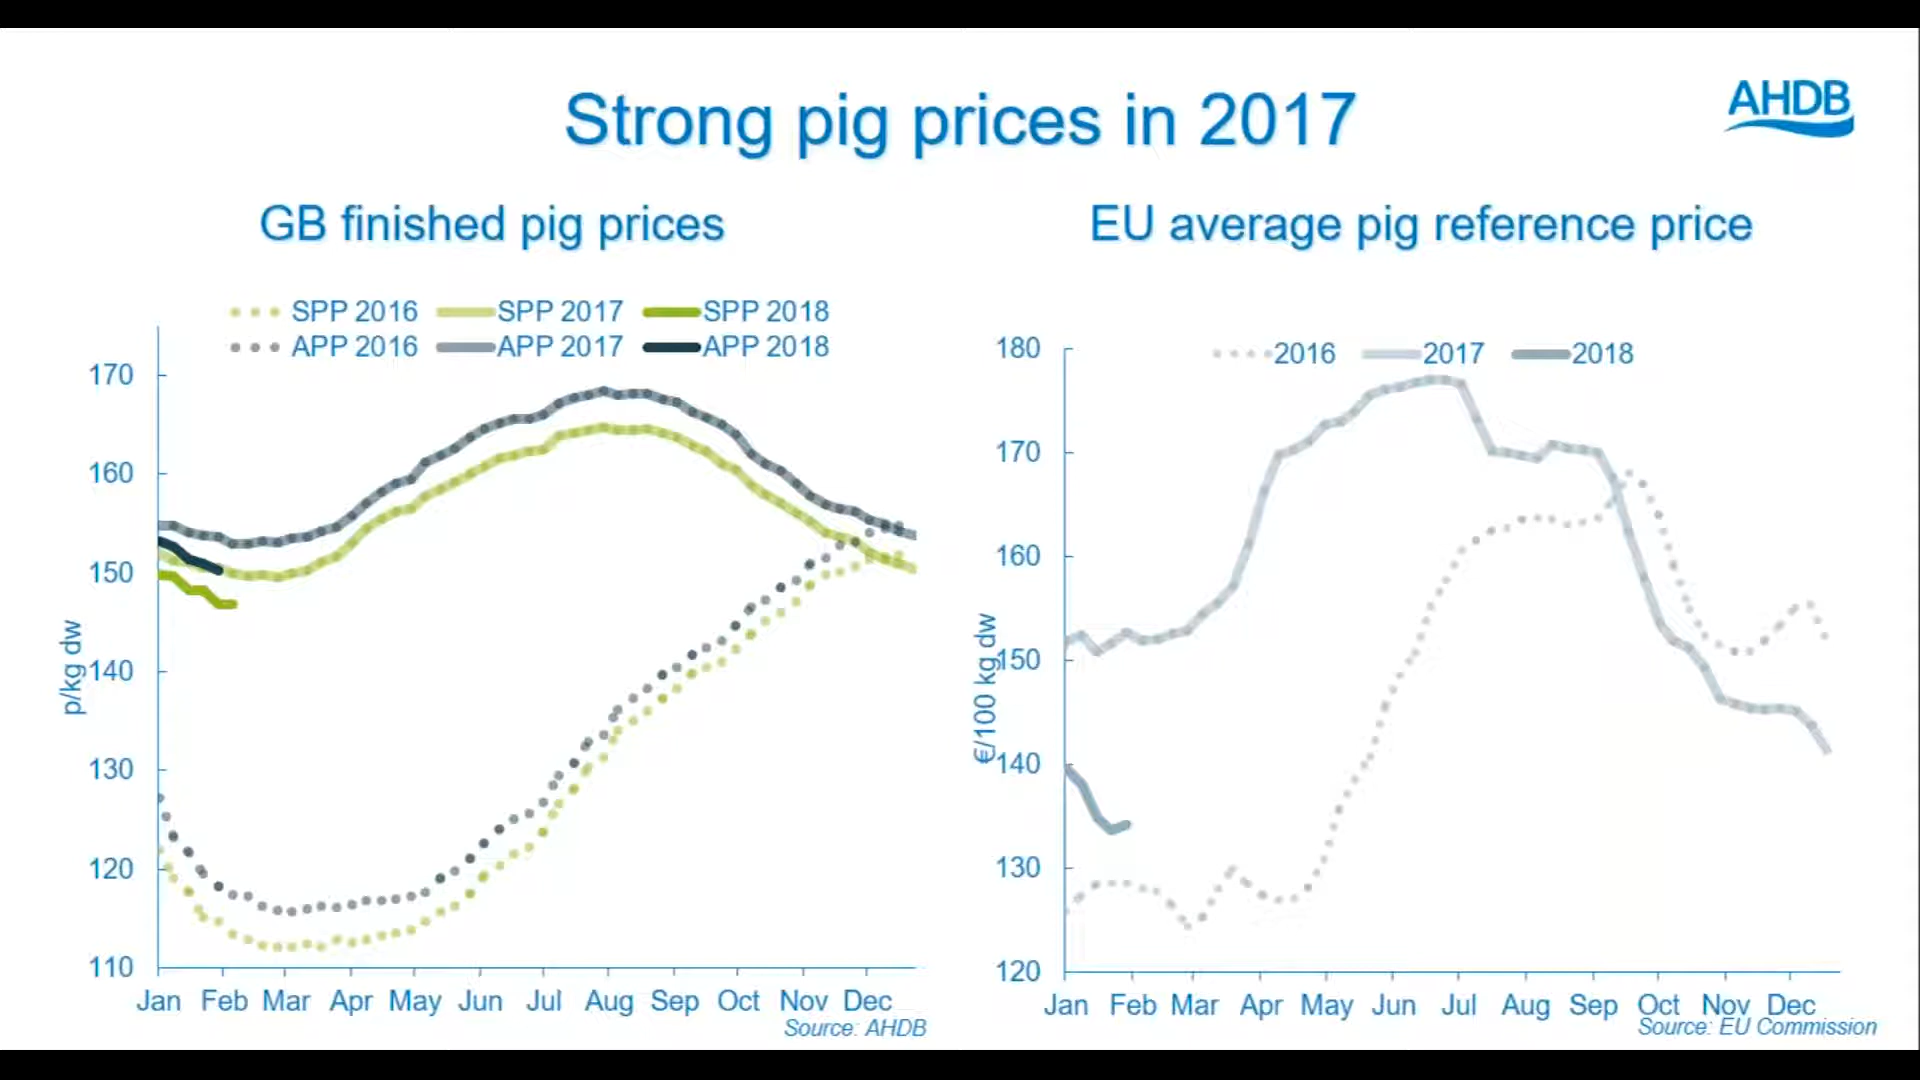 Strong pig prices in 2017
AHDB
GB finished pig prices
SPP 2016 SPP 2017 SPP 2018
APP 2016 APP 2017 APP 2018
170
160
150
140
130
120
110
p/kg dw
Jan Feb Mar Apr May Jun Jul Aug Sep Oct Nov Dec
Source: AHDB
EU average pig reference price
2016 2017 2018
180
170
160
150
140
130
120
€/100 kg dw
Jan Feb Mar Apr May Jun Jul Aug Sep Oct Nov Dec
Source: EU Commission